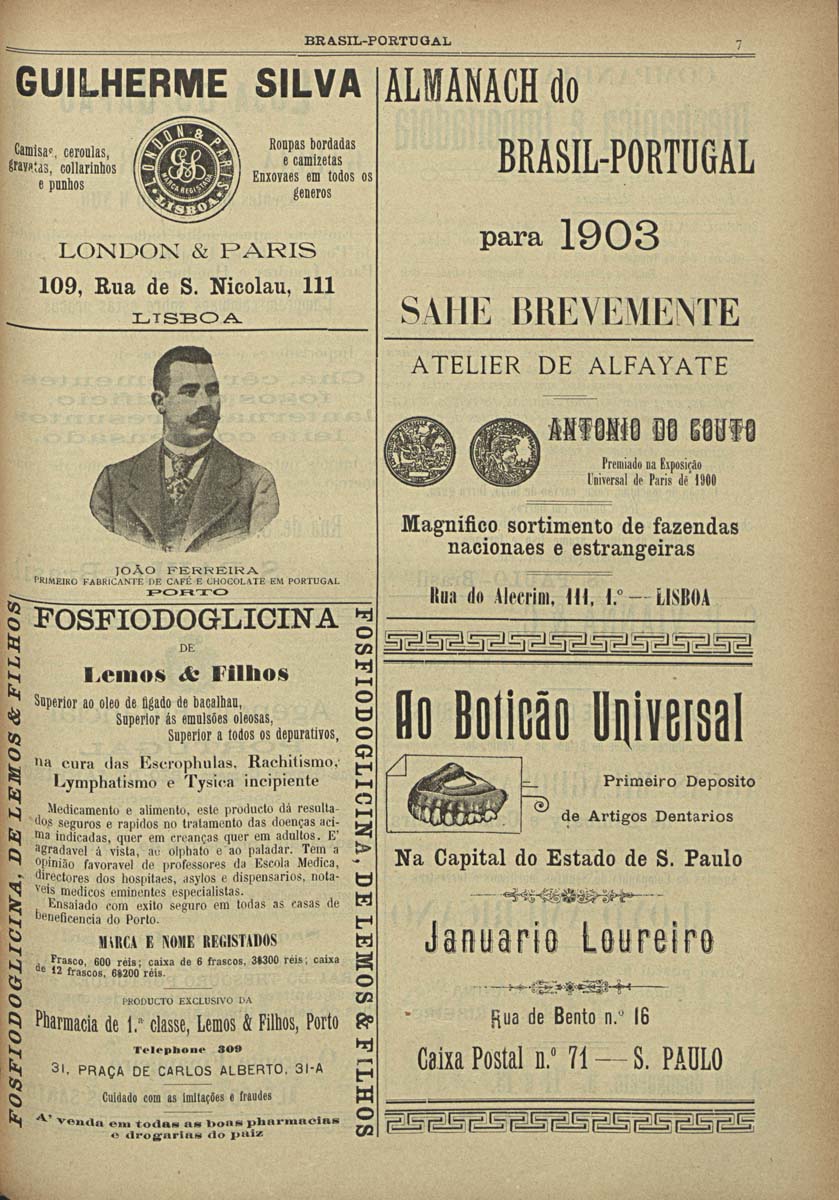 BRASIL-PORTUGAL
7
GUILHERME SILVA
Camisas, ceroulas,
gravatas, collarinhos
e punhos
LONDON & PARIS
MARCA REGISTADA
LISBOA
Roupas bordadas
e camizetas
Enxovaes em todos os
generos
LONDON & PARIS
109, Rua de S. Nicolau, 111
LISBOA
JOÃO FERREIRA
PRIMEIRO FABRICANTE DE CAFÉ E CHOCOLATE EM PORTUGAL
PORTO
FOSFIODOGLICINA, DE LEMOS & FILHOS
FOSFIODOGLICINA
DE
Lemos & Filhos
Superior ao oleo de figado de bacalhau,
Superior ás emulsões oleosas,
Superior a todos os depurativos,
na cura das Escrophulas, Rachitismo,
Lymphatismo e Tysica incipiente
Medicamento e alimento, este producto dá resulta-
dos seguros e rapidos no tratamento das doenças aci-
ma indicadas, quer em creanças quer em adultos. E'
agradavel á vista, ao olphato e ao paladar. Tem a
opinião favoravel de professores da Escola Medica,
directores dos hospitaes, asylos e dispensarios, nota-
veis medicos eminentes especialistas.
Ensaiado com exito seguro em todas as casas de
beneficencia do Porto.
MARCA E NOME REGISTADOS
Frasco, 600 réis; caixa de 6 frascos, 3$300 réis; caixa
de 12 frascos, 6$200 réis.
PRODUCTO EXCLUSIVO DA
Pharmacia de 1.ª classe, Lemos & Filhos, Porto
Telephone 309
31, PRAÇA DE CARLOS ALBERTO, 31-A
Cuidado com as imitações e fraudes
A' venda em todas as boas pharmacias
e drogarias do paiz
FOSFIODOGLICINA, DE LEMOS & FILHOS
ALMANACH do
BRASIL-PORTUGAL
para 1903
SAHE BREVEMENTE
ATELIER DE ALFAYATE
ANTONIO DO COUTO
Premiado na Exposição
Universal de Paris de 1900
Magnifico sortimento de fazendas
nacionaes e estrangeiras
Rua do Alecrim, 111, 1.º — LISBOA
Ao Boticão Universal
Primeiro Deposito
de Artigos Dentarios
Na Capital do Estado de S. Paulo
Januario Loureiro
Rua de Bento n.º 16
Caixa Postal n.º 71 — S. PAULO